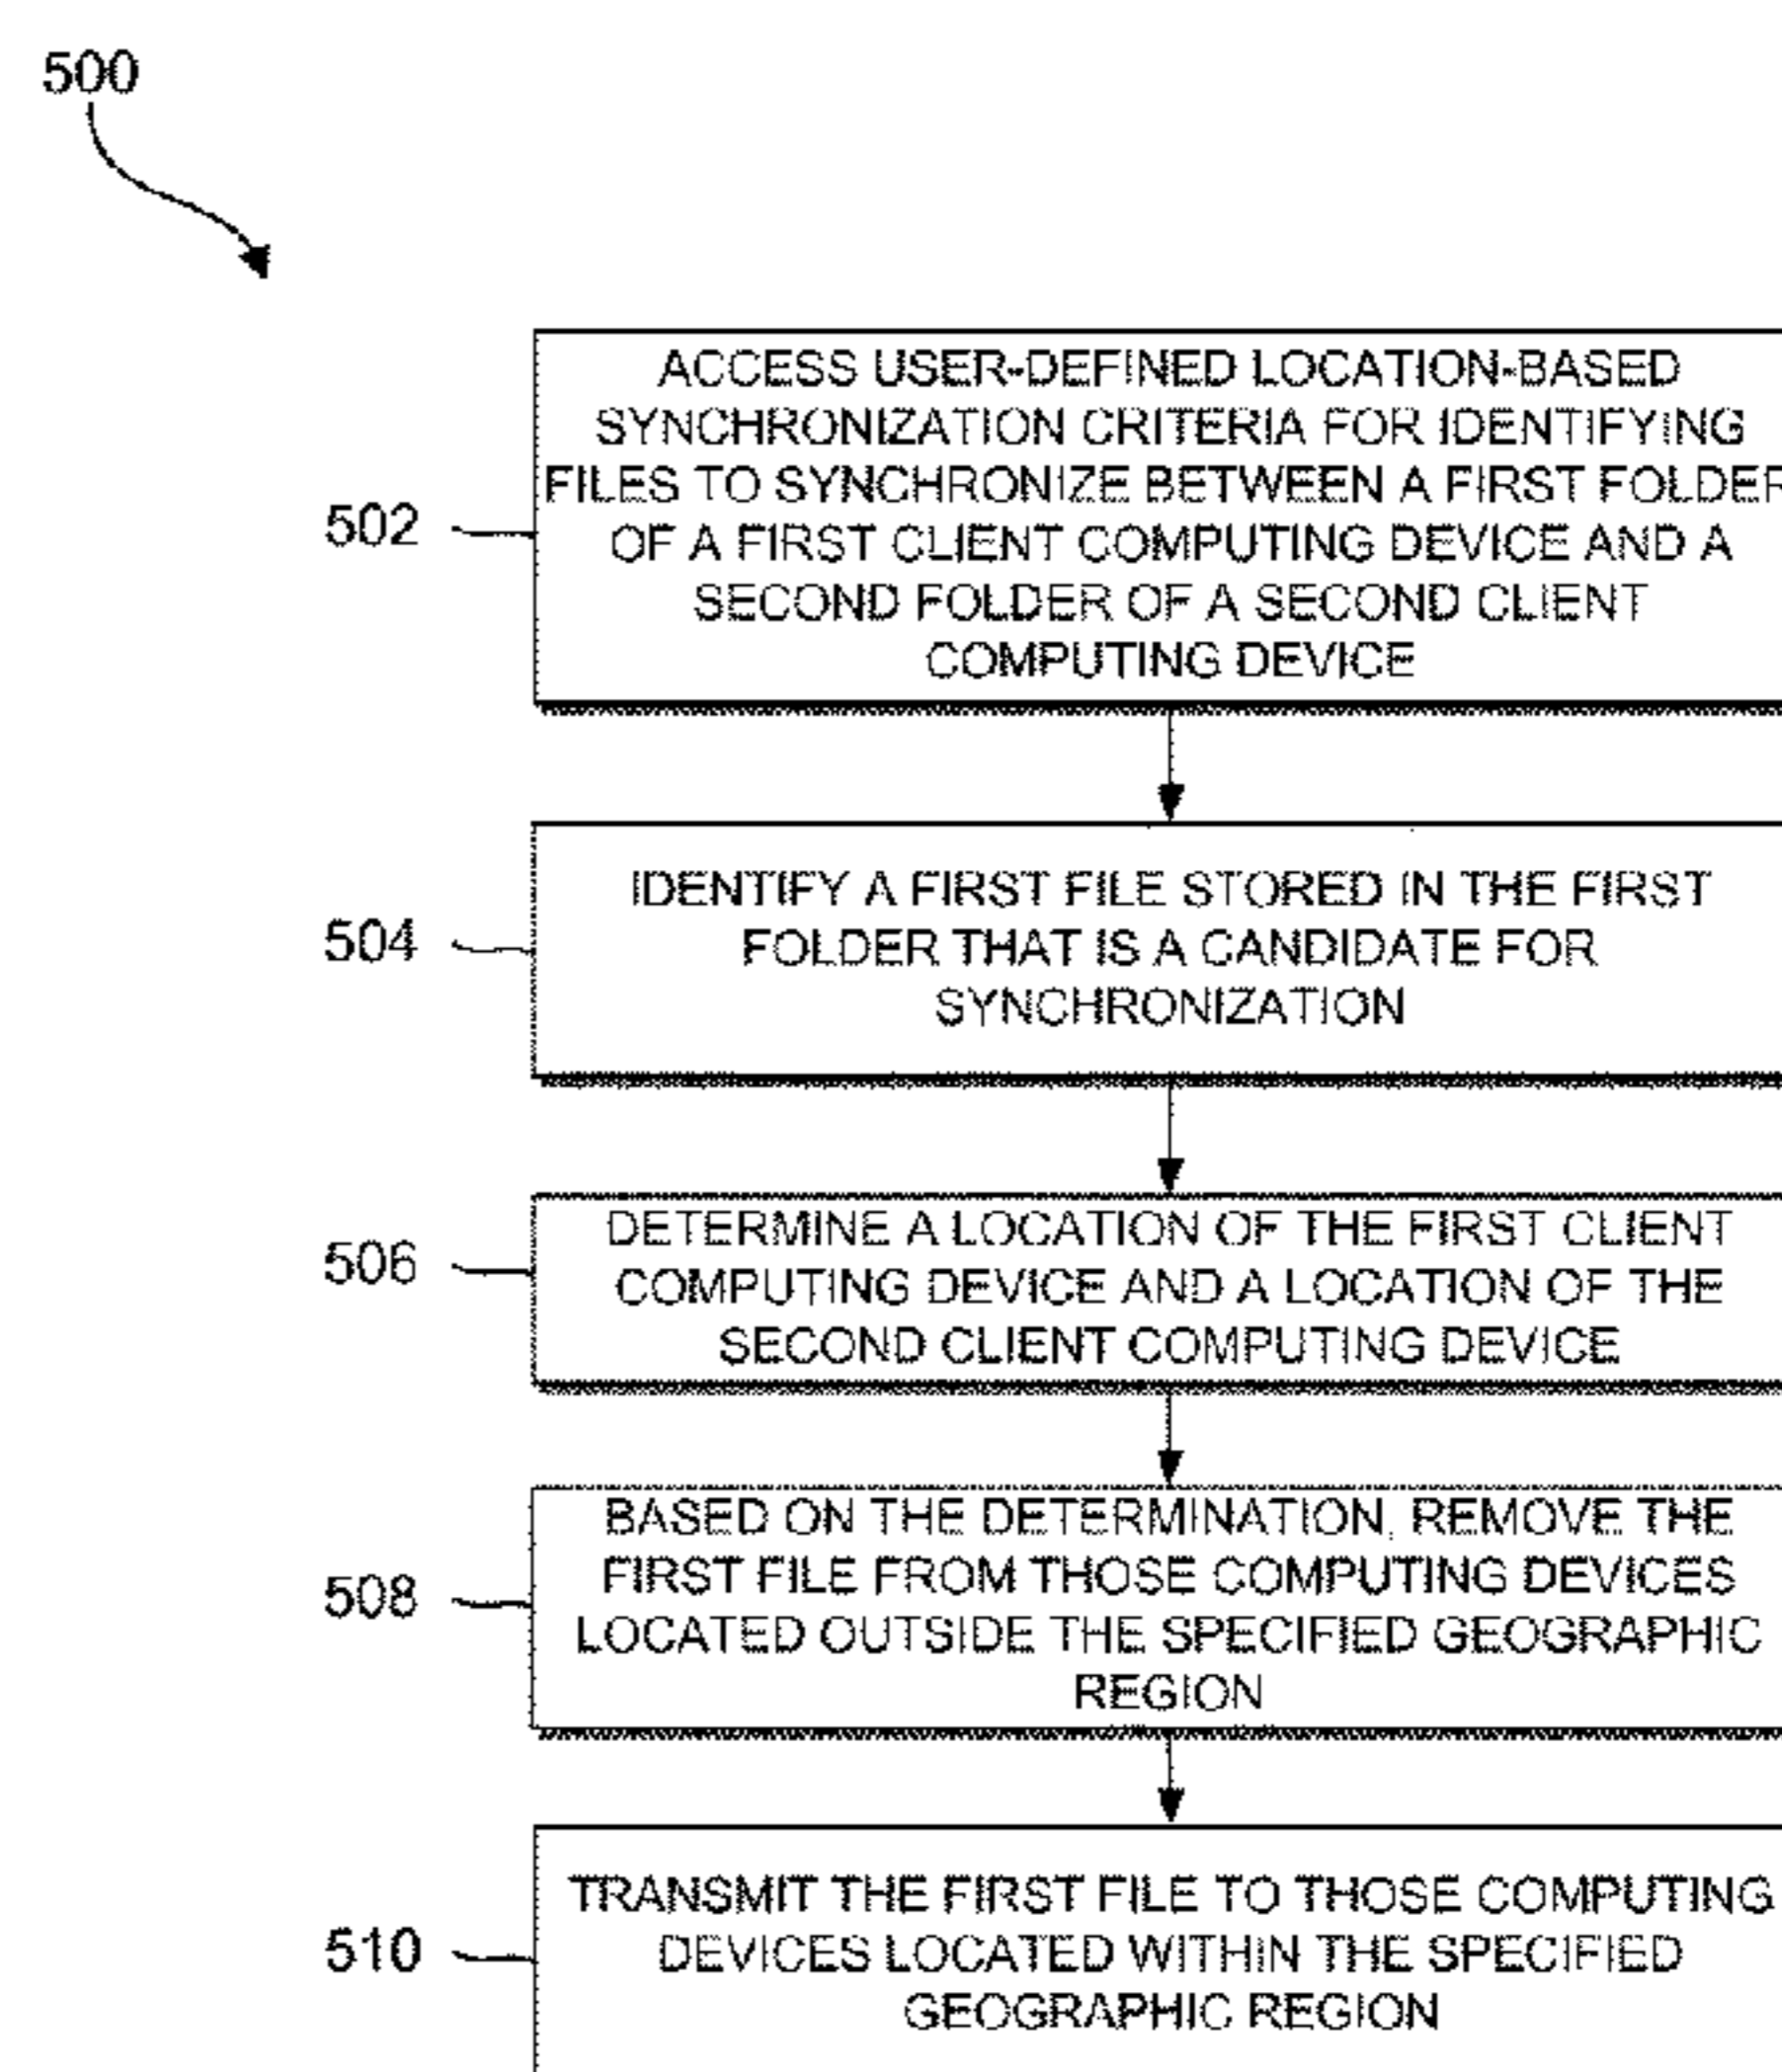 500
ACCESS USER-DEFINED LOCATION-BASED
SYNCHRONIZATION CRITERIA FOR IDENTIFYING
FILES TO SYNCHRONIZE BETWEEN A FIRST FOLDER
502
OF A FIRST CLIENT COMPUTING DEVICE AND A
SECOND FOLDER OF A SECOND CLIENT
COMPUTING DEVICE
IDENTIFY A FIRST FILE STORED IN THE FIRST
504
FOLDER THAT IS A CANDIDATE FOR
SYNCHRONIZATION
DETERMINE A LOCATION OF THE FIRST CLIENT
506
COMPUTING DEVICE AND A LOCATION OF THE
SECOND CLIENT COMPUTING DEVICE
BASED ON THE DETERMINATION, REMOVE THE
FIRST FILE FROM THOSE COMPUTING DEVICES
508
LOCATED OUTSIDE THE SPECIFIED GEOGRAPHIC
REGION
TRANSMIT THE FIRST FILE TO THOSE COMPUTING
510
DEVICES LOCATED WITHIN THE SPECIFIED
GEOGRAPHIC REGION